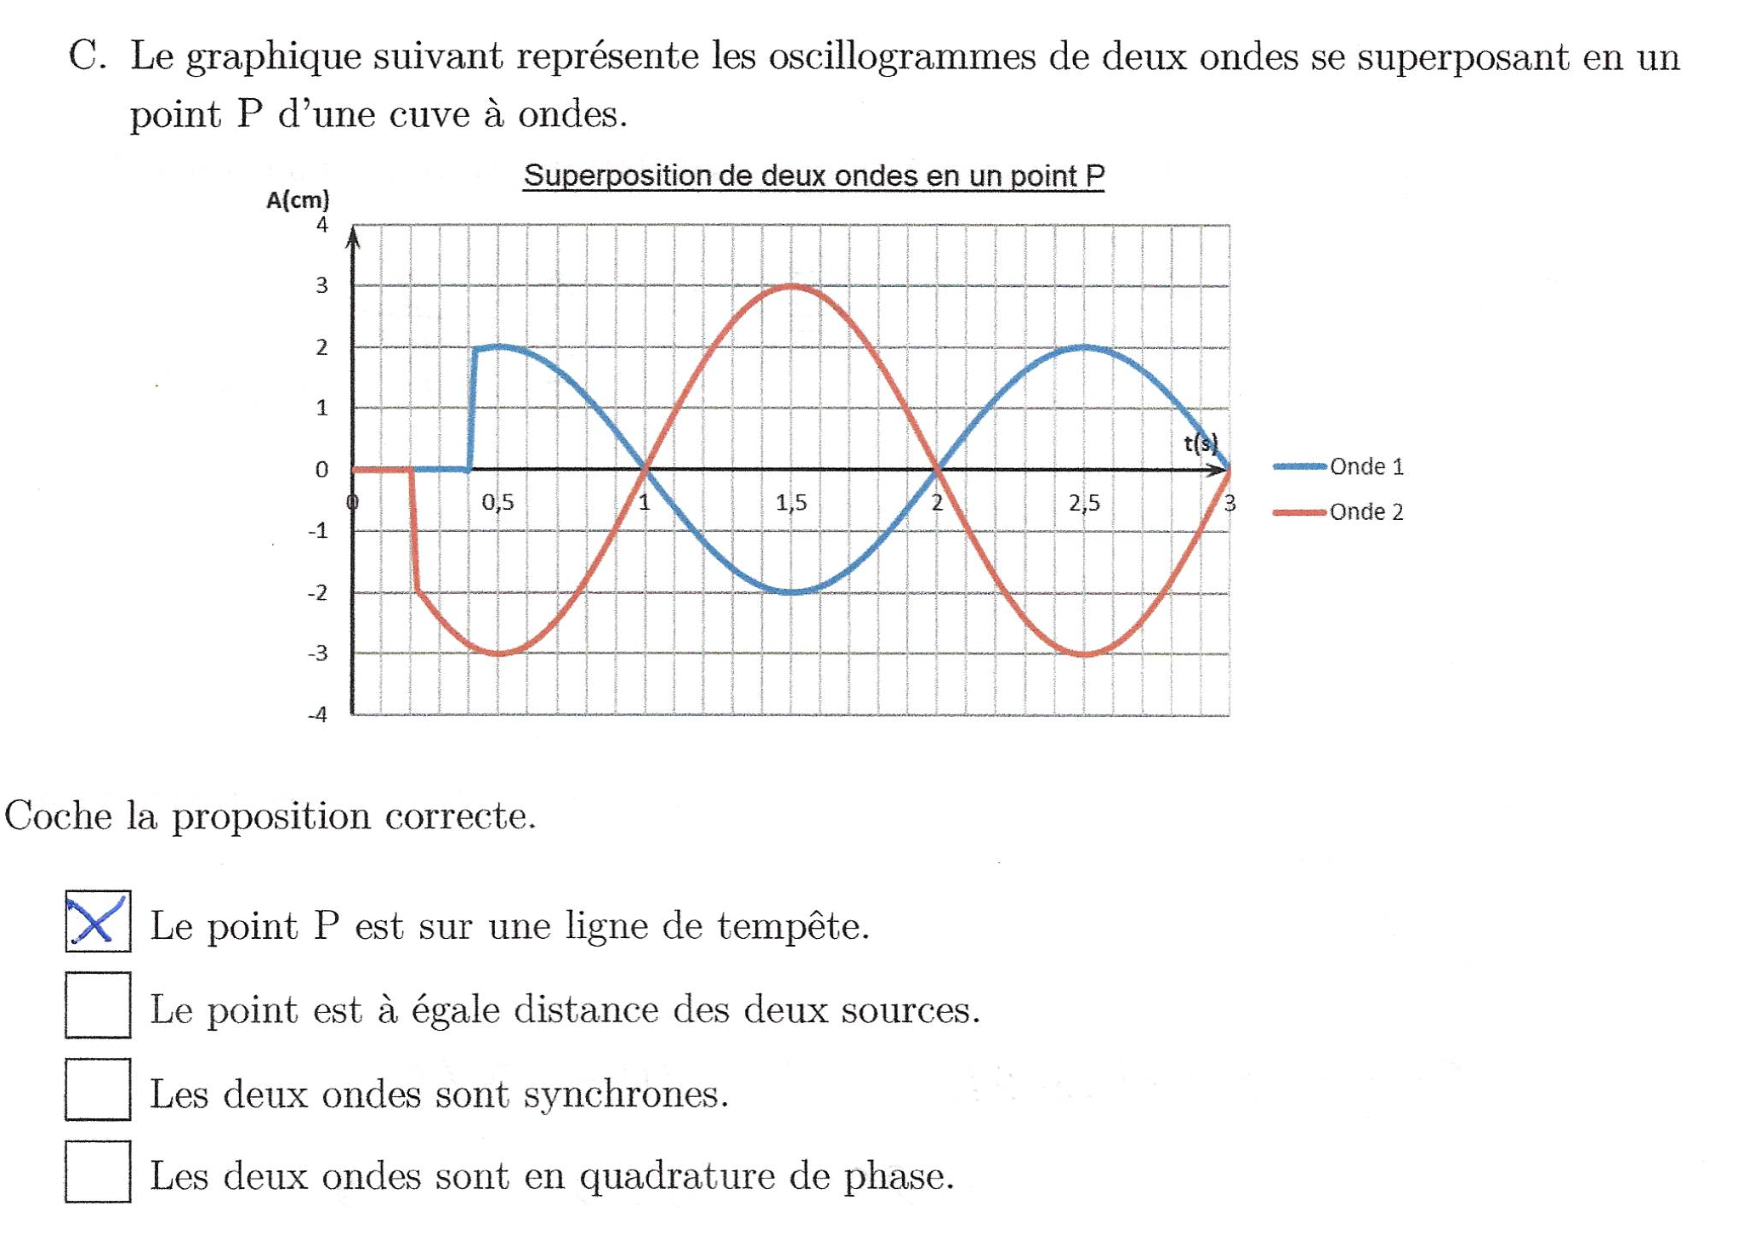 C. Le graphique suivant représente les oscillogrammes de deux ondes se superposant en un
point P d'une cuve à ondes.
Superposition de deux ondes en un point P
A(cm)
4
3
2
1
0
-1
-2
-3
-4
0 0,5 1 1,5 2 2,5 3
t(s)
Onde 1
Onde 2
Coche la proposition correcte.
Le point P est sur une ligne de tempête.
Le point est à égale distance des deux sources.
Les deux ondes sont synchrones.
Les deux ondes sont en quadrature de phase.